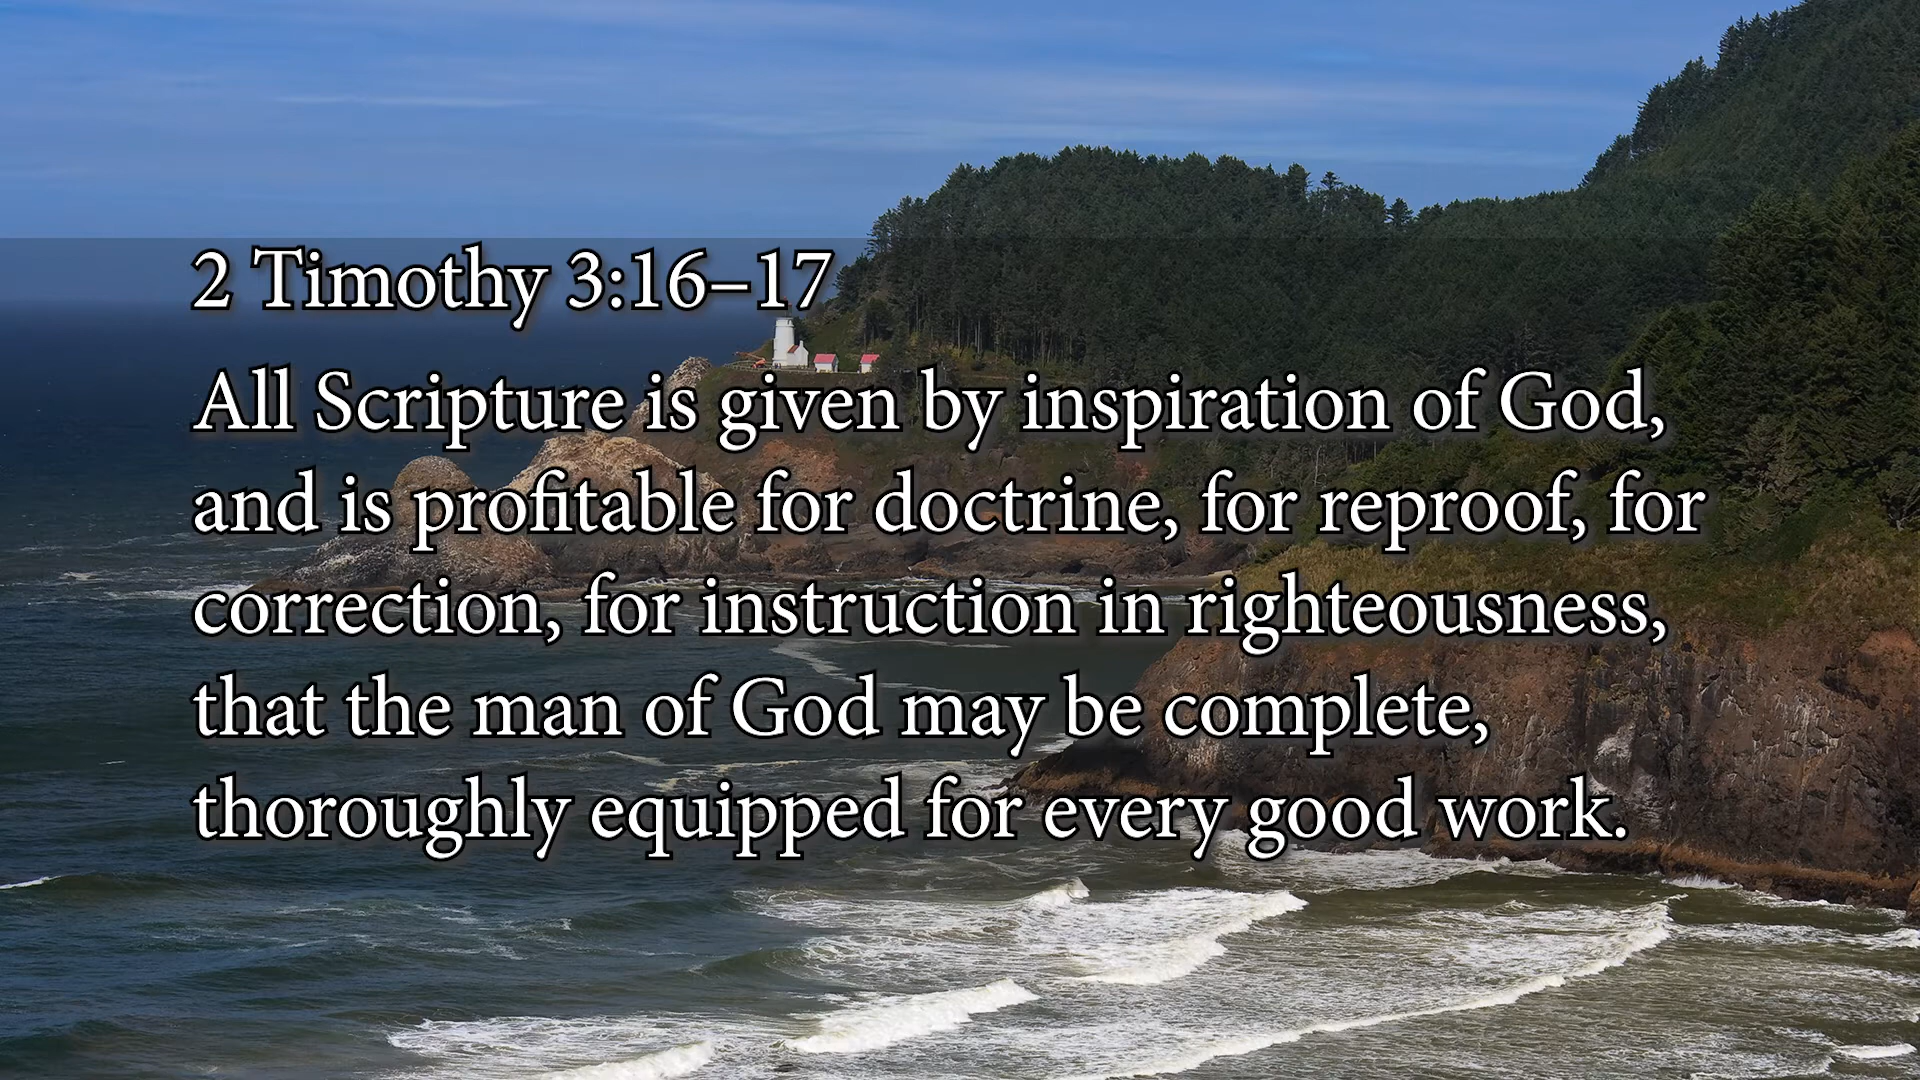 2 Timothy 3:16–17
All Scripture is given by inspiration of God,
and is profitable for doctrine, for reproof, for
correction, for instruction in righteousness,
that the man of God may be complete,
thoroughly equipped for every good work.